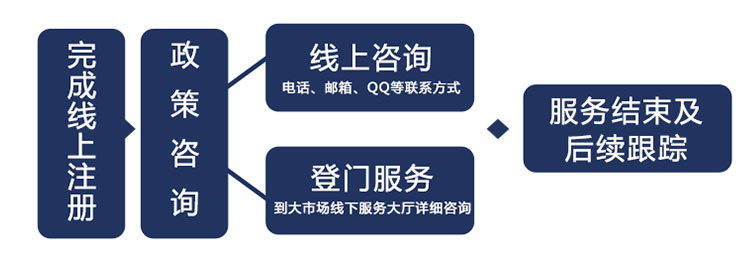 完成线上注册
政策咨询
线上咨询
电话、邮箱、QQ等联系方式
登门服务
到大市场线下服务大厅详细咨询
服务结束及
后续跟踪